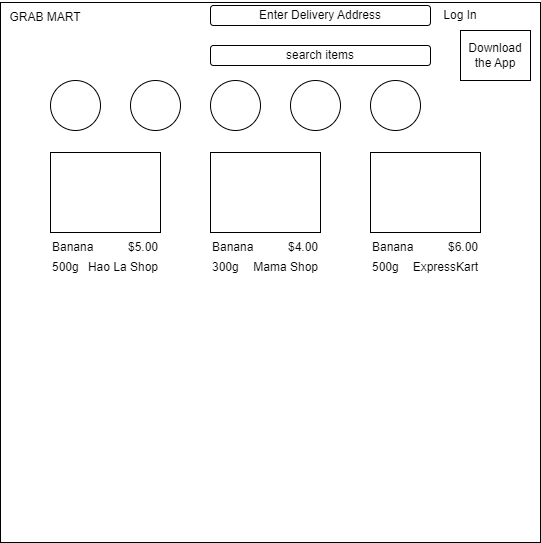 GRAB MART
Enter Delivery Address
Log In
search items
Download
the App
Banana $5.00
500g Hao La Shop
Banana $4.00
300g Mama Shop
Banana $6.00
500g ExpressKart